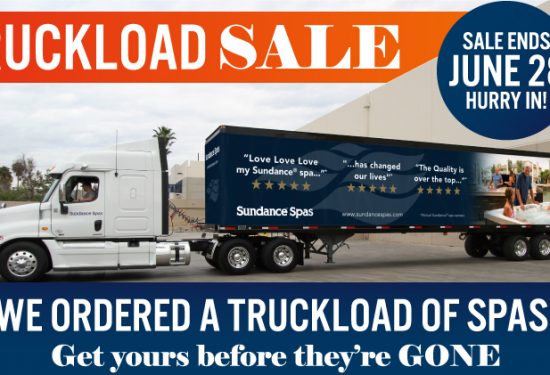 RUCKLOAD SALE
SALE ENDS
JUNE 28
HURRY IN!
"Love Love Love
my Sundance® spa..."
"...has changed
our lives"
"The Quality is
over the top..."
Sundance Spas
www.sundancespas.com
Sundance Spas
WE ORDERED A TRUCKLOAD OF SPAS
Get yours before they're GONE